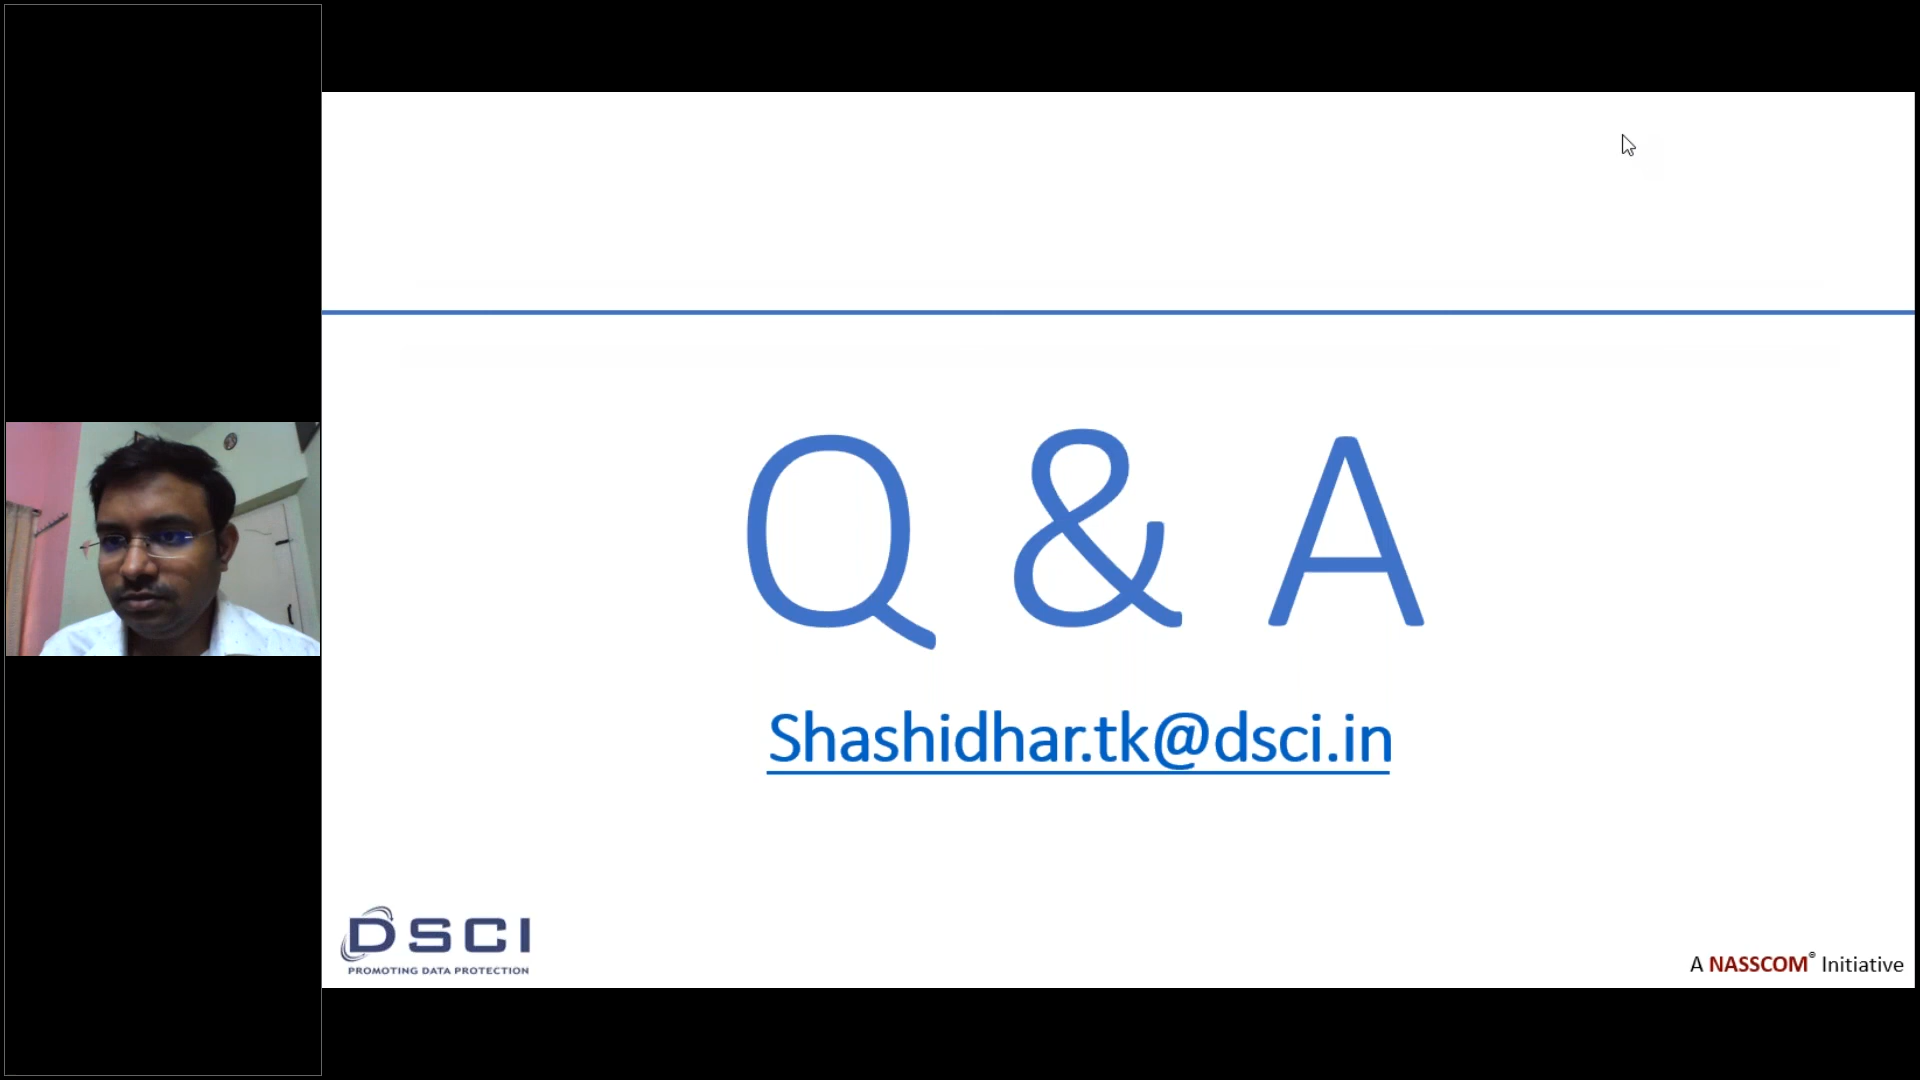 Q & A
Shashidhar.tk@dsci.in
DSCI
PROMOTING DATA PROTECTION
A NASSCOM® Initiative